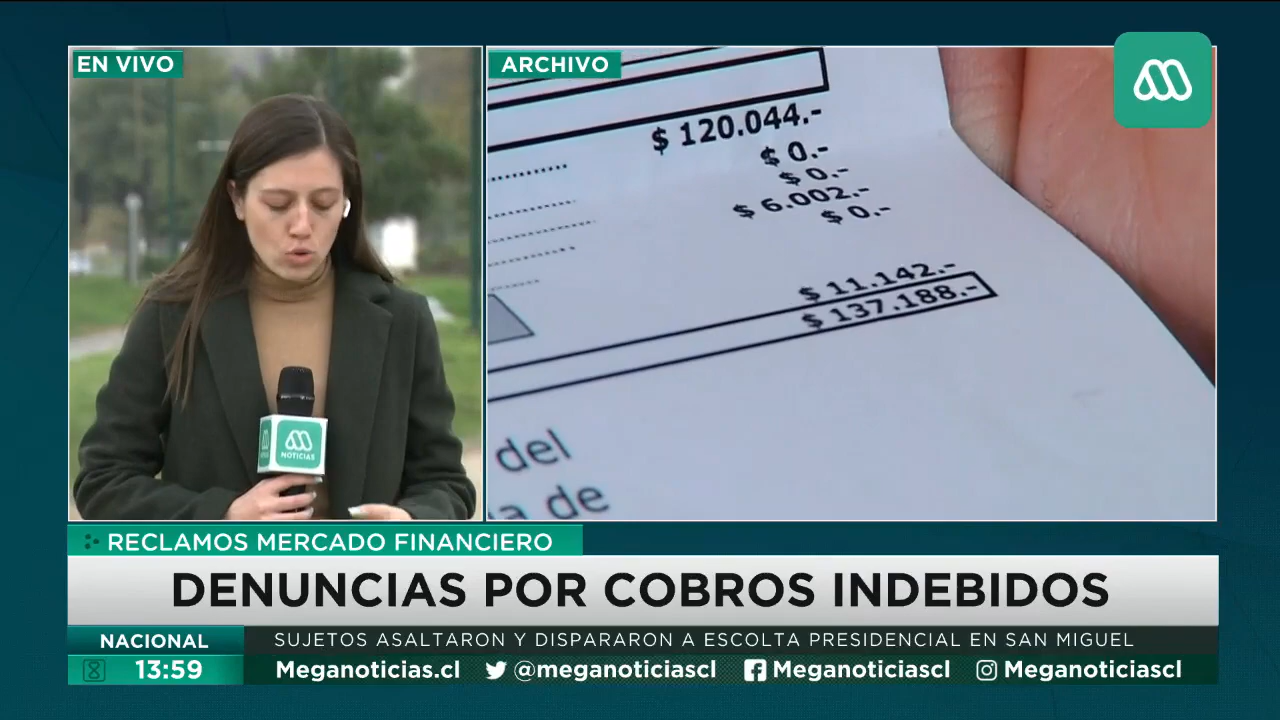 EN VIVO
ARCHIVO
$ 120.044.-
$ 0.-
$ 0.-
$ 6.002.-
$ 0.-
$ 11.142.-
$ 137.188.-
del
de
NOTICIAS
RECLAMOS MERCADO FINANCIERO
DENUNCIAS POR COBROS INDEBIDOS
NACIONAL
SUJETOS ASALTARON Y DISPARARON A ESCOLTA PRESIDENCIAL EN SAN MIGUEL
13:59
Meganoticias.cl
@meganoticiascl
Meganoticiascl
Meganoticiascl